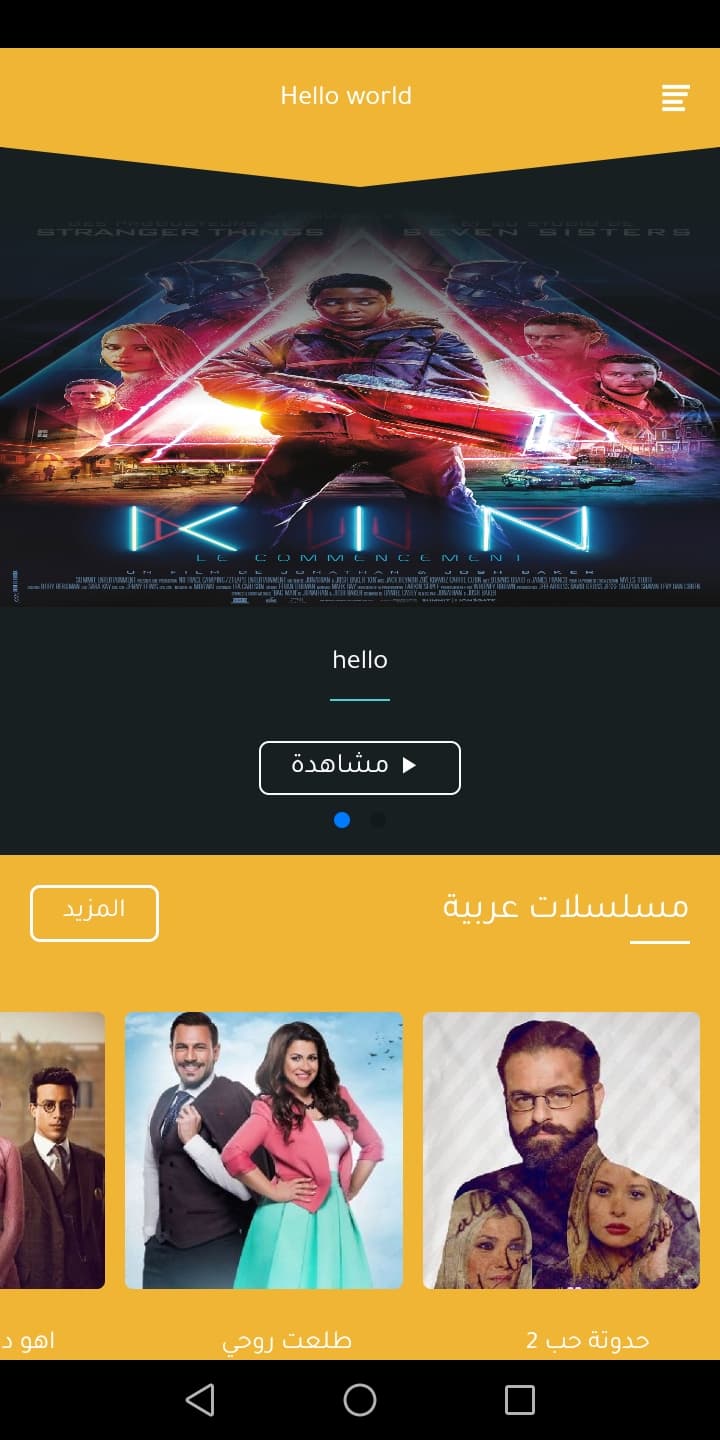 Hello world
STRANGER THINGS
SEVEN SISTERS
KIN
LE COMMENCEMENT
UN FILM DE JONATHAN & JOSH BAKER
hello
مشاهدة
مسلسلات عربية
المزيد
حدوتة حب 2
طلعت روحي
اهو د